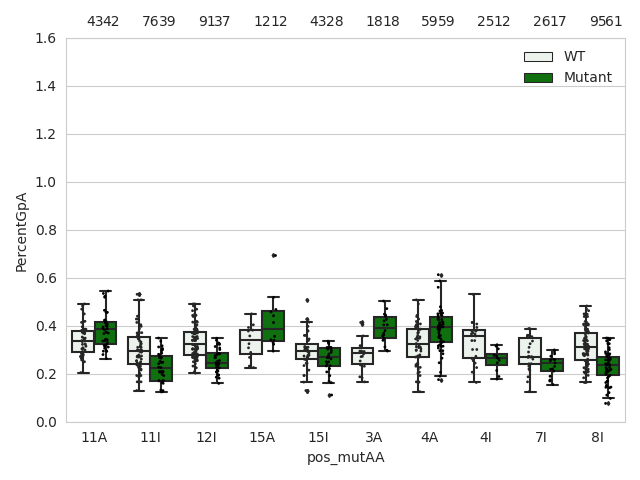 4342 7639 9137 1212 4328 1818 5959 2512 2617 9561
1.6
WT
Mutant
1.4
1.2
1.0
0.8
0.6
0.4
0.2
0.0
PercentGpA
11A 11I 12I 15A 15I 3A 4A 4I 7I 8I
pos_mutAA